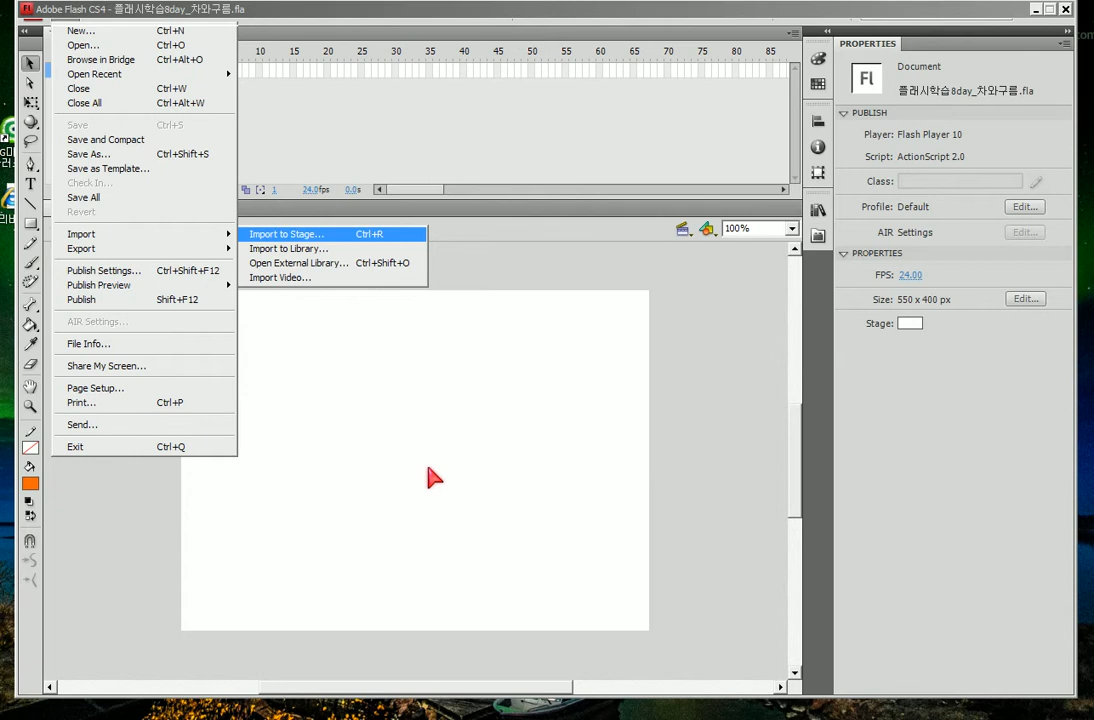 Adobe Flash CS4 - 플래시학습8day_차와구름.fla
New... Ctrl+N
Open... Ctrl+O
Browse in Bridge Ctrl+Alt+O
Open Recent
Close Ctrl+W
Close All Ctrl+Alt+W
Save Ctrl+S
Save and Compact
Save As... Ctrl+Shift+S
Save as Template...
Check In...
Save All
Revert
Import
Export
Publish Settings... Ctrl+Shift+F12
Publish Preview
Publish Shift+F12
AIR Settings...
File Info...
Share My Screen...
Page Setup...
Print... Ctrl+P
Send...
Exit Ctrl+Q
Import to Stage... Ctrl+R
Import to Library...
Open External Library... Ctrl+Shift+O
Import Video...
10 15 20 25 30 35 40 45 50 55 60 65 70 75 80 85
1 24.0fps 0.0s
100%
PROPERTIES
Fl
Document
플래시학습8day_차와구름.fla
PUBLISH
Player: Flash Player 10
Script: ActionScript 2.0
Class:
Profile: Default Edit...
AIR Settings Edit...
PROPERTIES
FPS: 24.00
Size: 550 x 400 px Edit...
Stage: